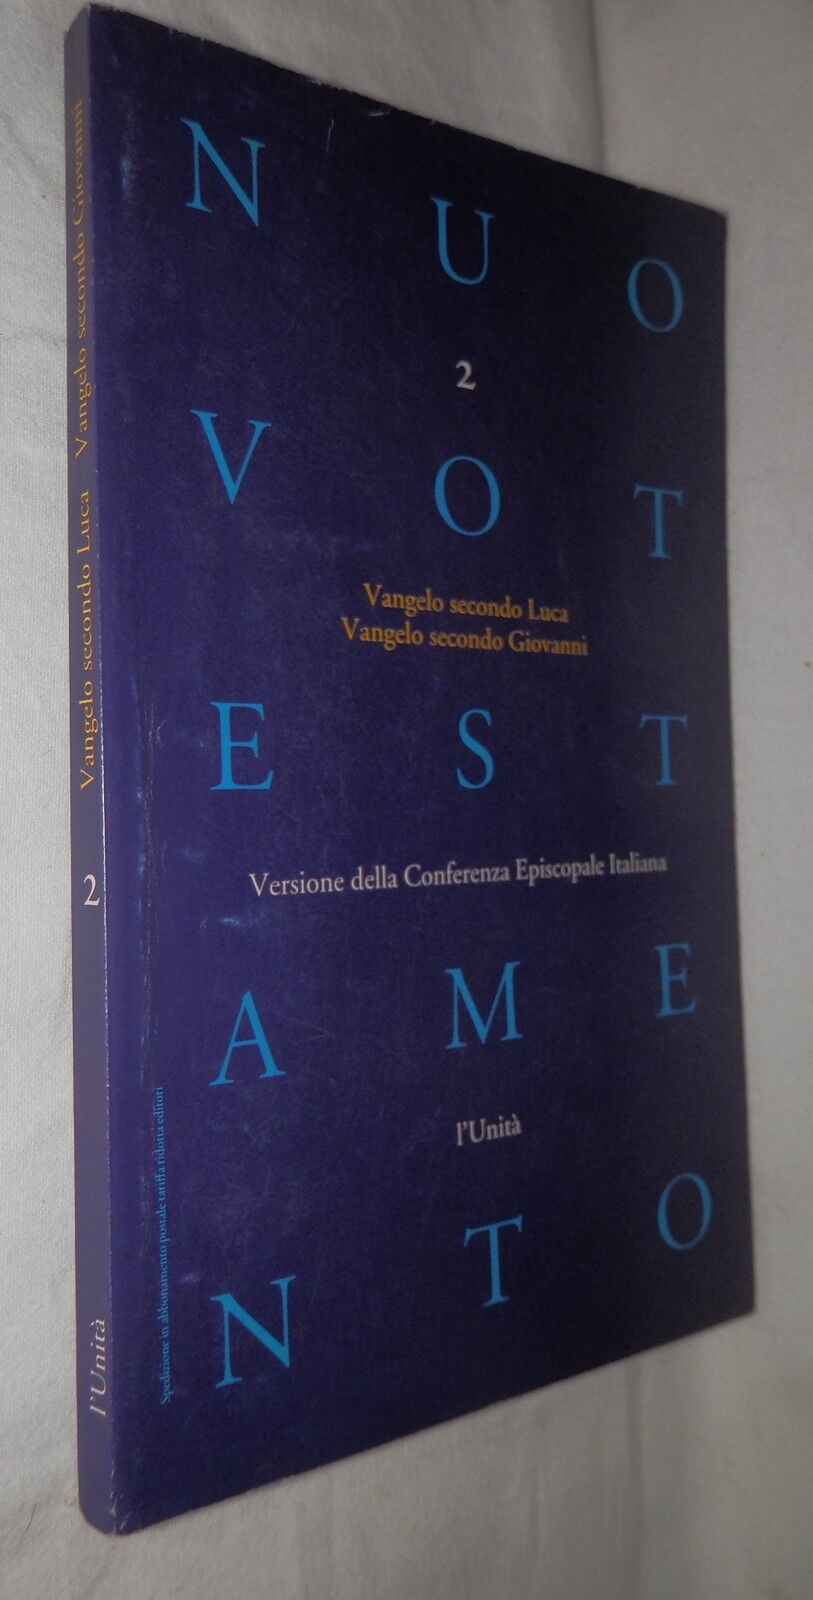 N U O
2
V O T
Vangelo secondo Luca
Vangelo secondo Giovanni
E S T
Versione della Conferenza Episcopale Italiana
A M E
l'Unità
N T O
Spedizione in abbonamento postale tariffa ridotta editori
l'Unità 2 Vangelo secondo Luca Vangelo secondo Giovanni